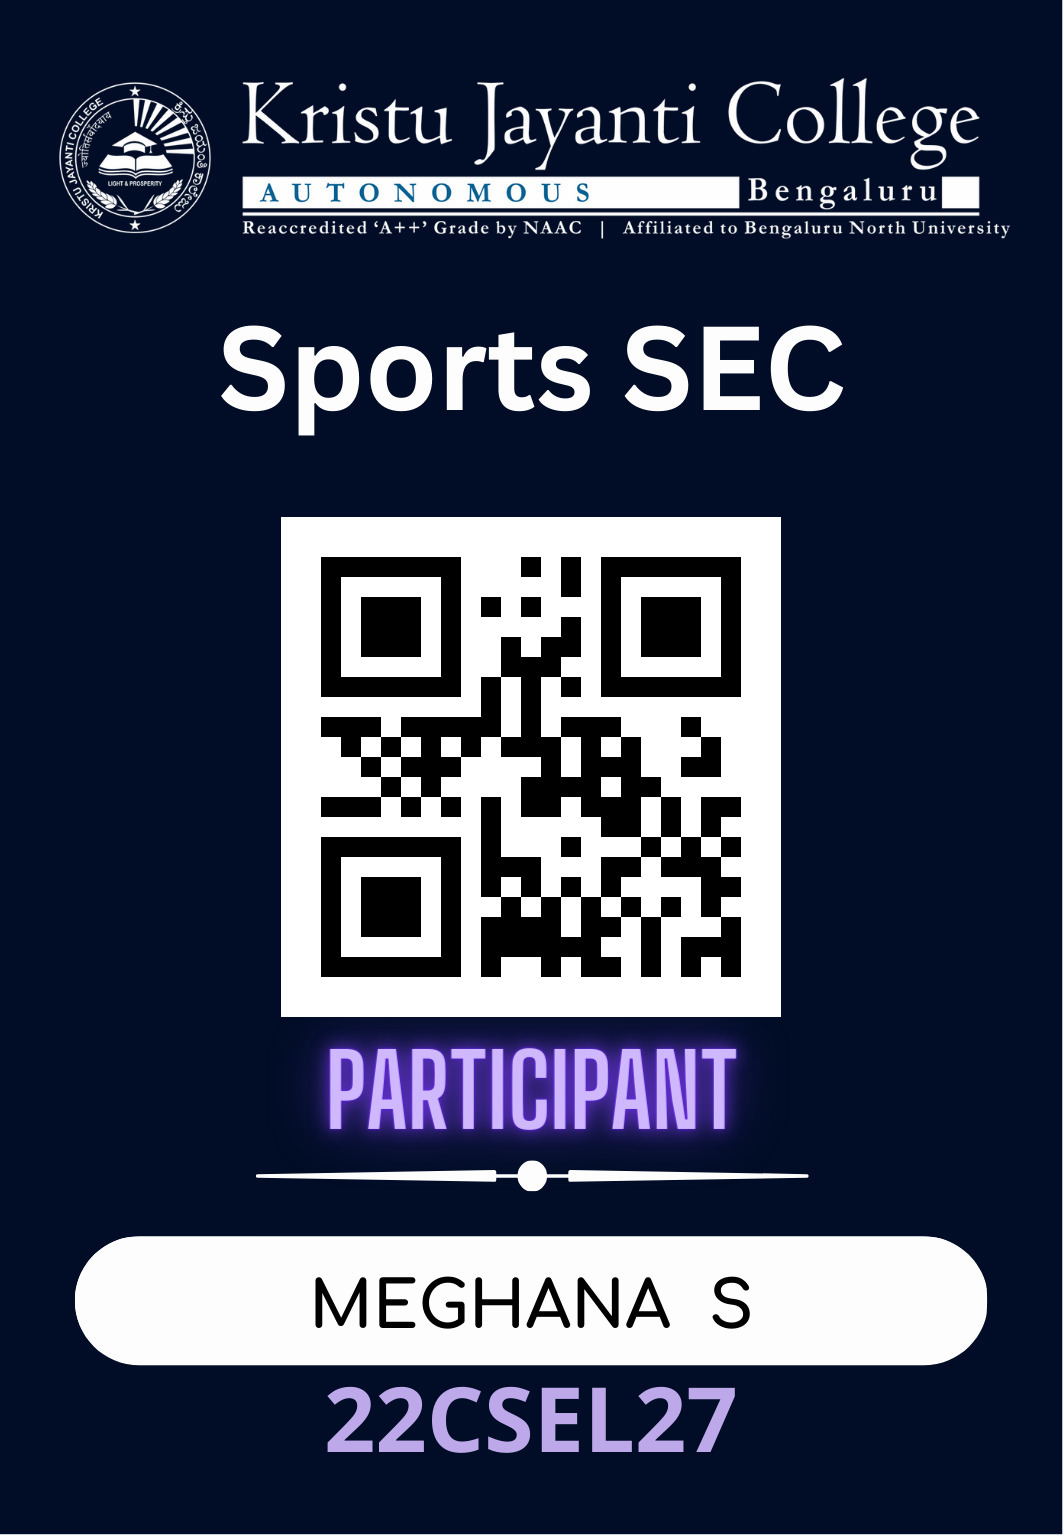 KRISTU JAYANTI COLLEGE
ಕ್ರಿಸ್ತು ಜಯಂತಿ ಕಾಲೇಜು
LIGHT & PROSPERITY
Kristu Jayanti College
AUTONOMOUS Bengaluru
Reaccredited ‘A++’ Grade by NAAC | Affiliated to Bengaluru North University
Sports SEC
PARTICIPANT
MEGHANA S
22CSEL27